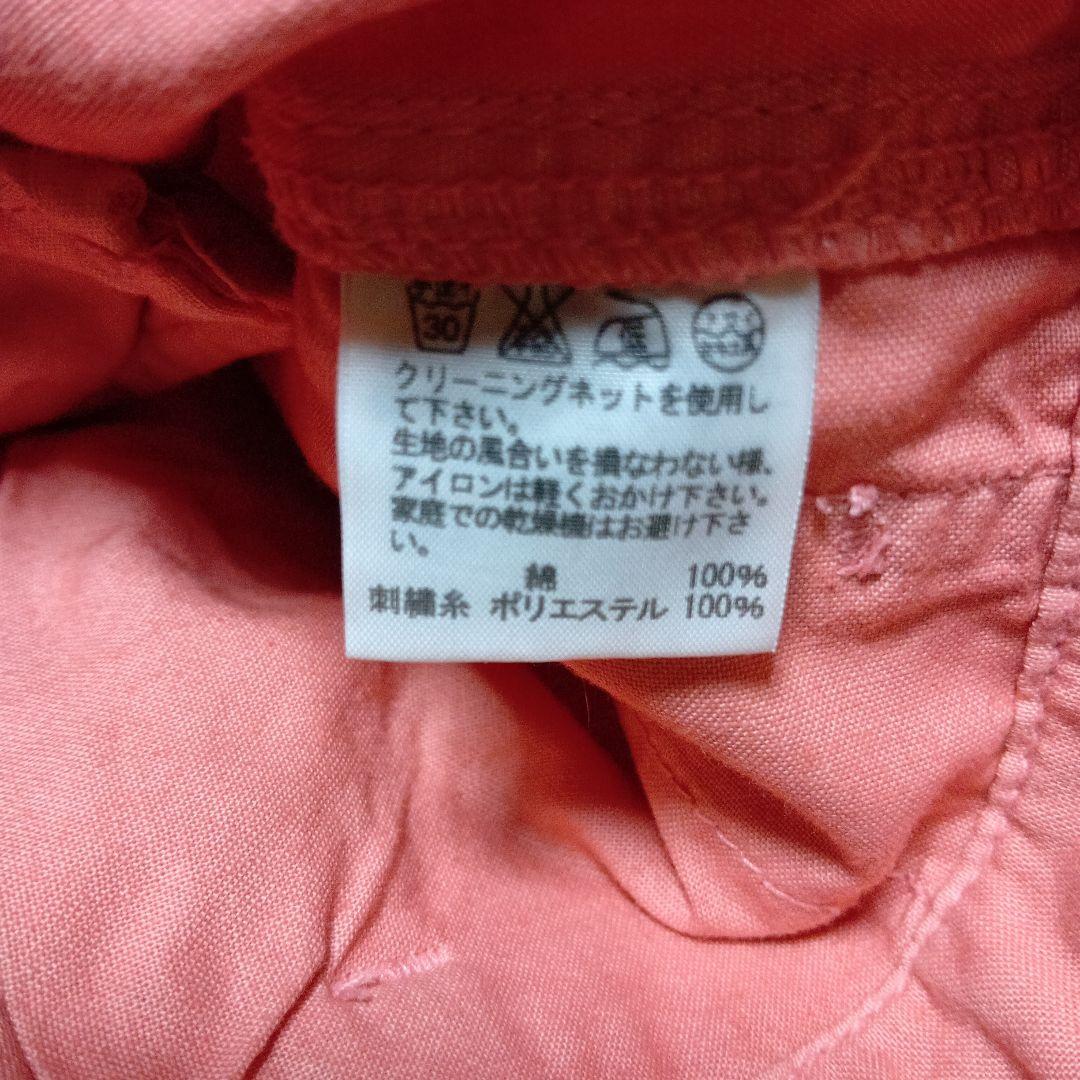 30
クリーニングネットを使用し
て下さい。
生地の風合いを損なわない様、
アイロンは軽くおかけ下さい。
家庭での乾燥機はお避け下さ
い。
綿 100%
刺繍糸 ポリエステル 100%